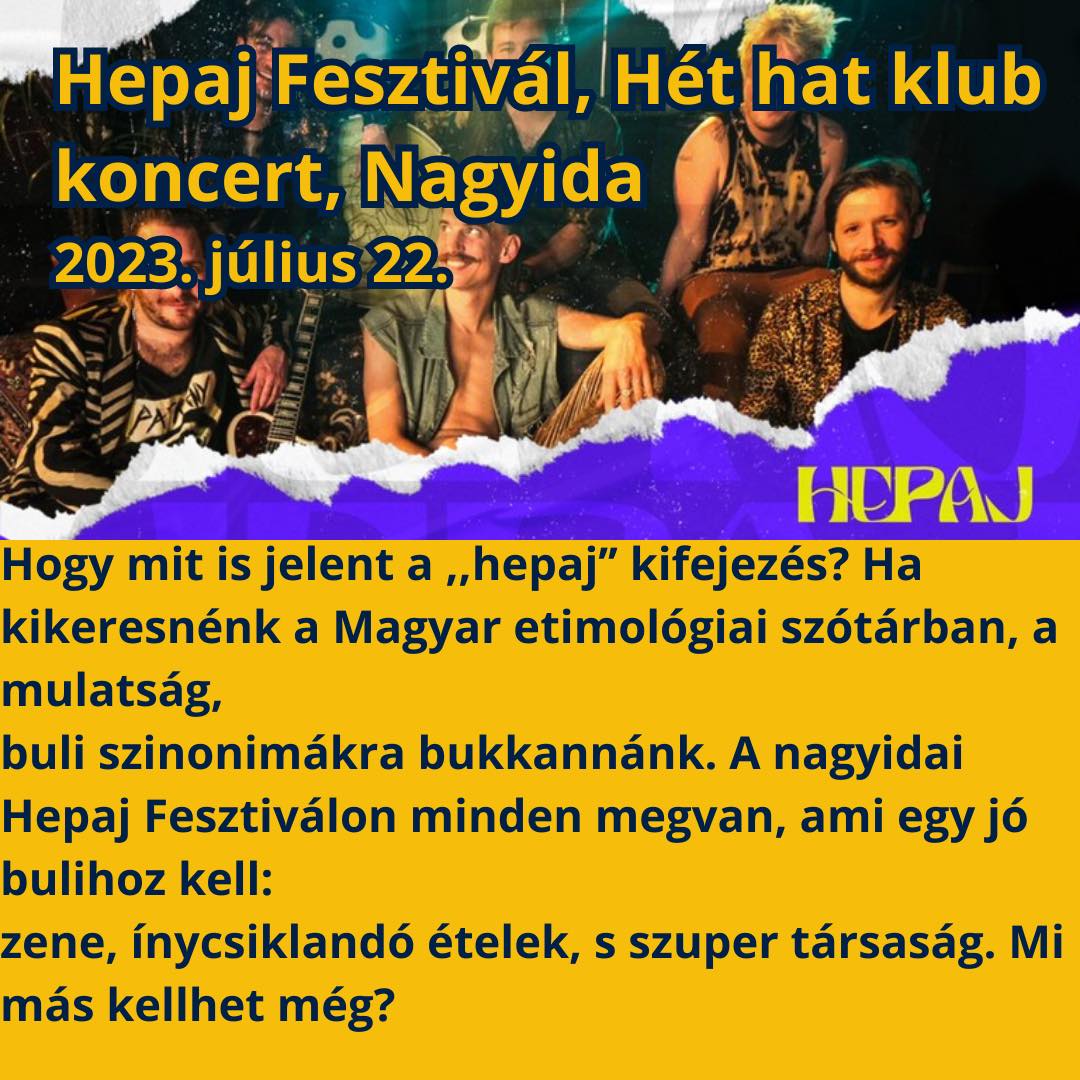 Hepaj Fesztivál, Hét hat klub
koncert, Nagyida
2023. július 22.
HEPAJ
Hogy mit is jelent a ,,hepaj” kifejezés? Ha
kikeresnénk a Magyar etimológiai szótárban, a
mulatság,
buli szinonimákra bukkannánk. A nagyidai
Hepaj Fesztiválon minden megvan, ami egy jó
bulihoz kell:
zene, ínycsiklandó ételek, s szuper társaság. Mi
más kellhet még?